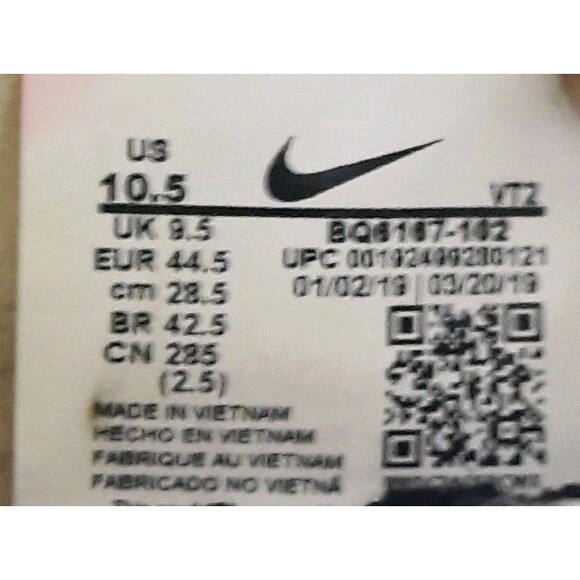 US
10.5
VT2
UK 9.5
EUR 44.5
cm 28.5
BR 42.5
CN 285
(2.5)
BQ6167-102
UPC
01/02/19 | 03/20/19
MADE IN VIETNAM
HECHO EN VIETNAM
FABRIQUE AU VIETNAM
FABRICADO NO VIETNÃ